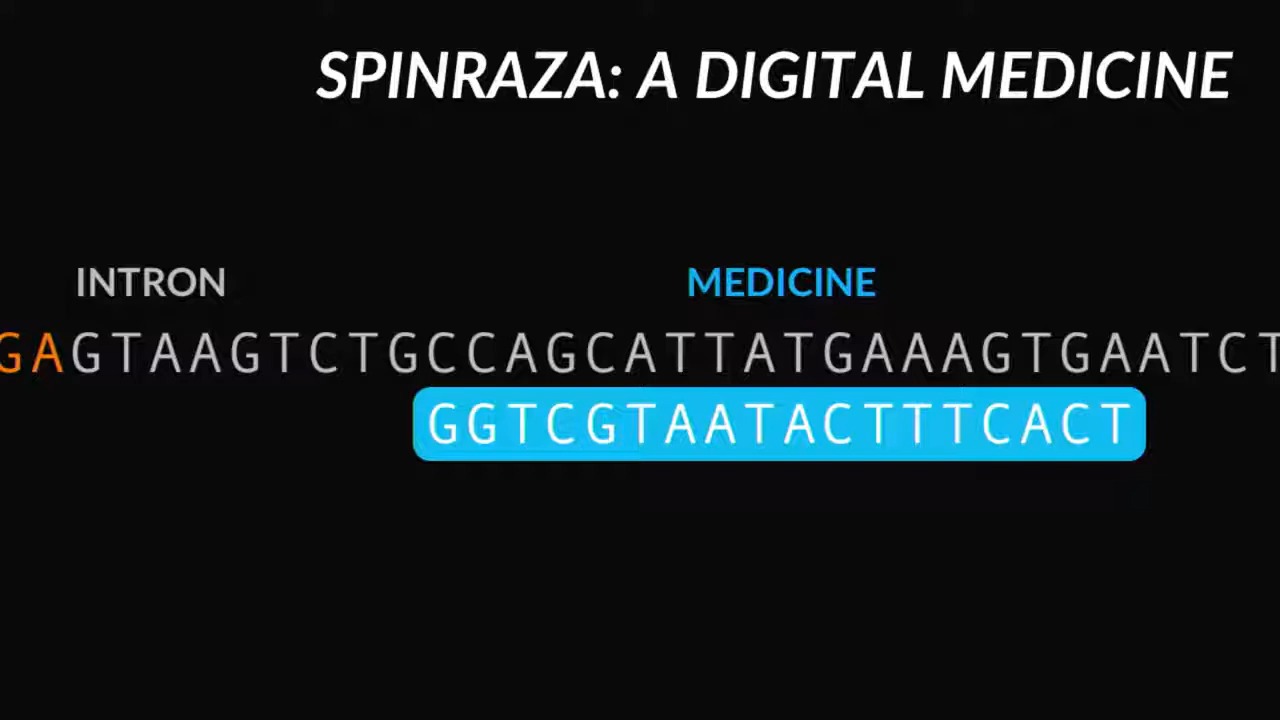 SPINRAZA: A DIGITAL MEDICINE
INTRON
MEDICINE
GAGTAAGTCTGCCAGCATTATGAAAGTGAATCT
GGTCGTAATACTTTCACT